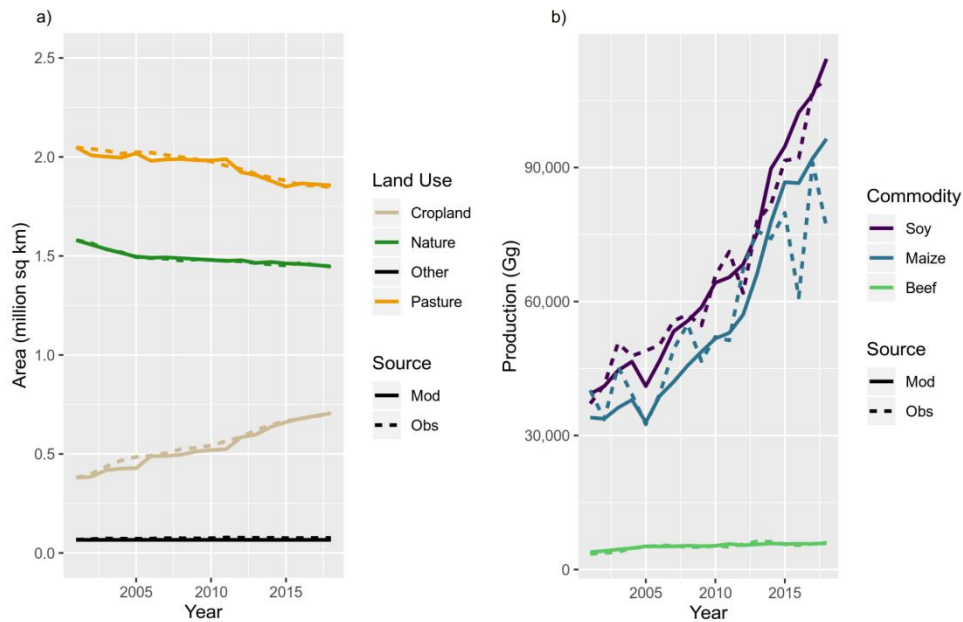 a)
2.5
2.0
1.5
1.0
0.5
0.0
Area (million sq km)
2005
2010
2015
Year
Land Use
Cropland
Nature
Other
Pasture
Source
Mod
Obs
b)
90,000
60,000
30,000
0
Production (Gg)
2005
2010
2015
Year
Commodity
Soy
Maize
Beef
Source
Mod
Obs